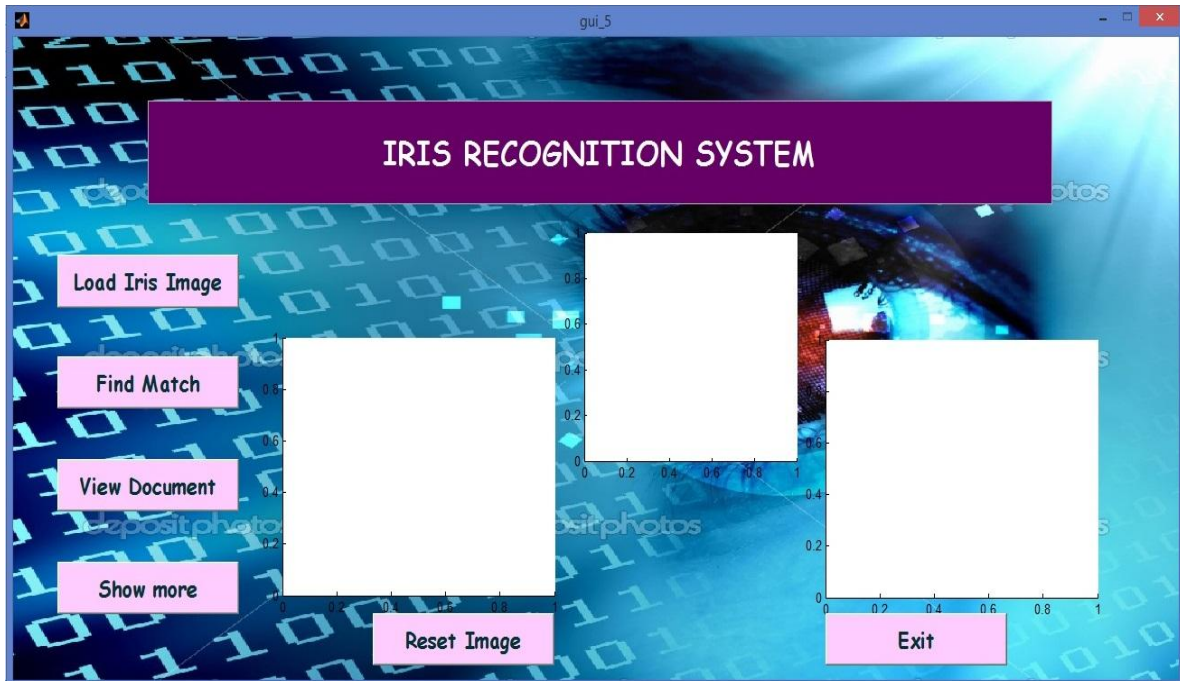 gui_5
IRIS RECOGNITION SYSTEM
Load Iris Image
Find Match
View Document
Show more
Reset Image
Exit
0.8
0.6
0.4
0.2
0
0 0.2 0.4 0.6 0.8 1
1
0.8
0.6
0.4
0.2
0 0.2 0.4 0.6 0.8 1
0.6
0.4
0.2
0
0 0.2 0.4 0.6 0.8 1
depositphotos